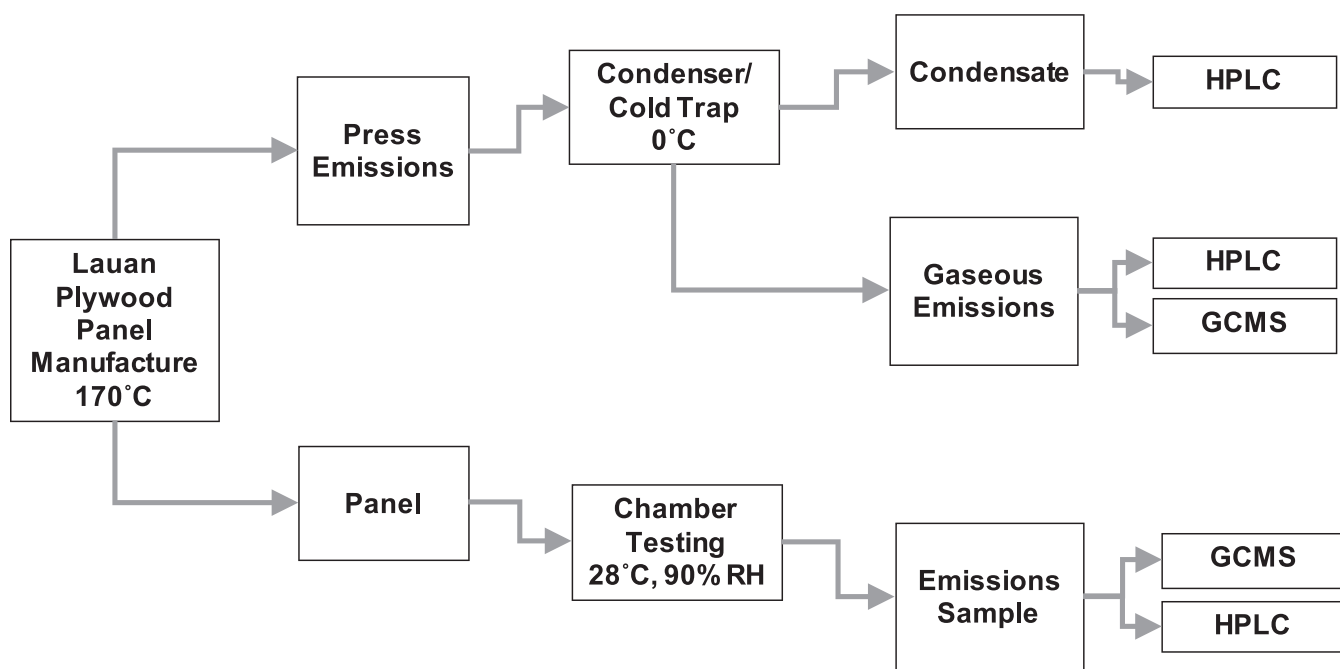 Lauan
Plywood
Panel
Manufacture
170˚C
Press
Emissions
Condenser/
Cold Trap
0˚C
Condensate
HPLC
Gaseous
Emissions
HPLC
GCMS
Panel
Chamber
Testing
28˚C, 90% RH
Emissions
Sample
GCMS
HPLC